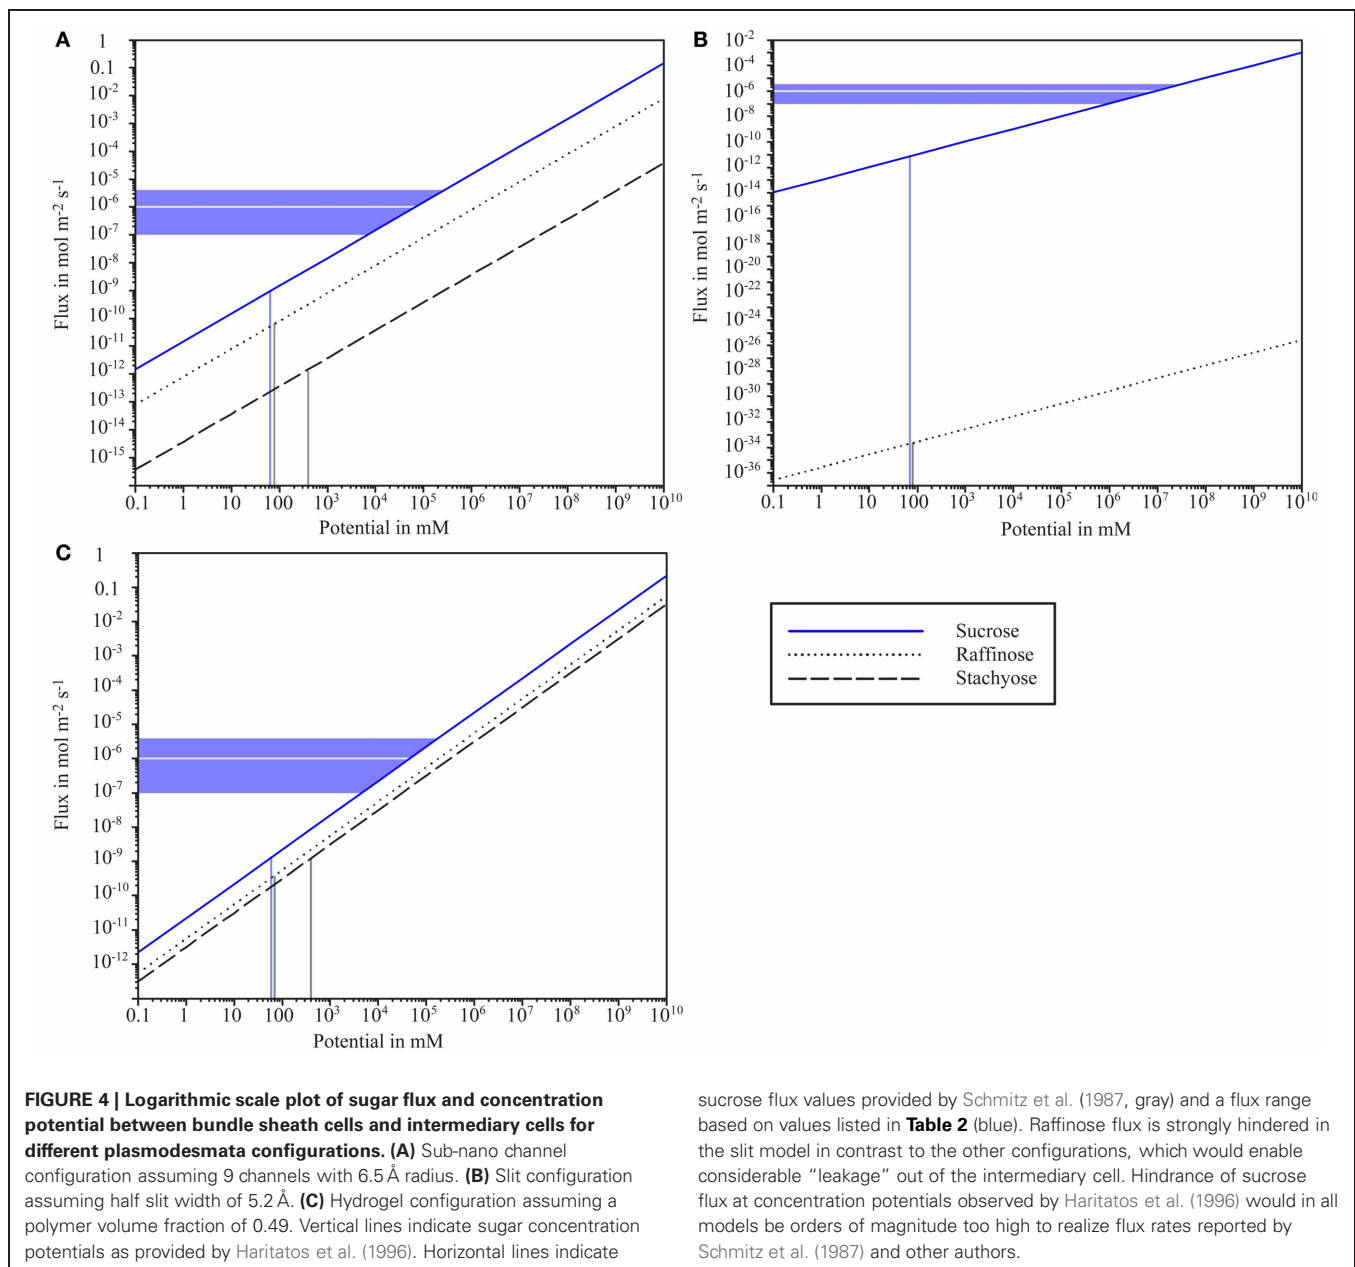 A
1
0.1
10-2
10-3
10-4
10-5
10-6
10-7
10-8
10-9
10-10
10-11
10-12
10-13
10-14
10-15
Flux in mol m-2 s-1
0.1 1 10 100 103 104 105 106 107 108 109 1010
Potential in mM
B
10-2
10-4
10-6
10-8
10-10
10-12
10-14
10-16
10-18
10-20
10-22
10-24
10-26
10-28
10-30
10-32
10-34
10-36
Flux in mol m-2 s-1
0.1 1 10 100 103 104 105 106 107 108 109 1010
Potential in mM
C
1
0.1
10-2
10-3
10-4
10-5
10-6
10-7
10-8
10-9
10-10
10-11
10-12
Flux in mol m-2 s-1
0.1 1 10 100 103 104 105 106 107 108 109 1010
Potential in mM
Sucrose
Raffinose
Stachyose
FIGURE 4 | Logarithmic scale plot of sugar flux and concentration
potential between bundle sheath cells and intermediary cells for
different plasmodesmata configurations. (A) Sub-nano channel
configuration assuming 9 channels with 6.5 Å radius. (B) Slit configuration
assuming half slit width of 5.2 Å. (C) Hydrogel configuration assuming a
polymer volume fraction of 0.49. Vertical lines indicate sugar concentration
potentials as provided by Haritatos et al. (1996). Horizontal lines indicate
sucrose flux values provided by Schmitz et al. (1987, gray) and a flux range
based on values listed in Table 2 (blue). Raffinose flux is strongly hindered in
the slit model in contrast to the other configurations, which would enable
considerable “leakage” out of the intermediary cell. Hindrance of sucrose
flux at concentration potentials observed by Haritatos et al. (1996) would in all
models be orders of magnitude too high to realize flux rates reported by
Schmitz et al. (1987) and other authors.